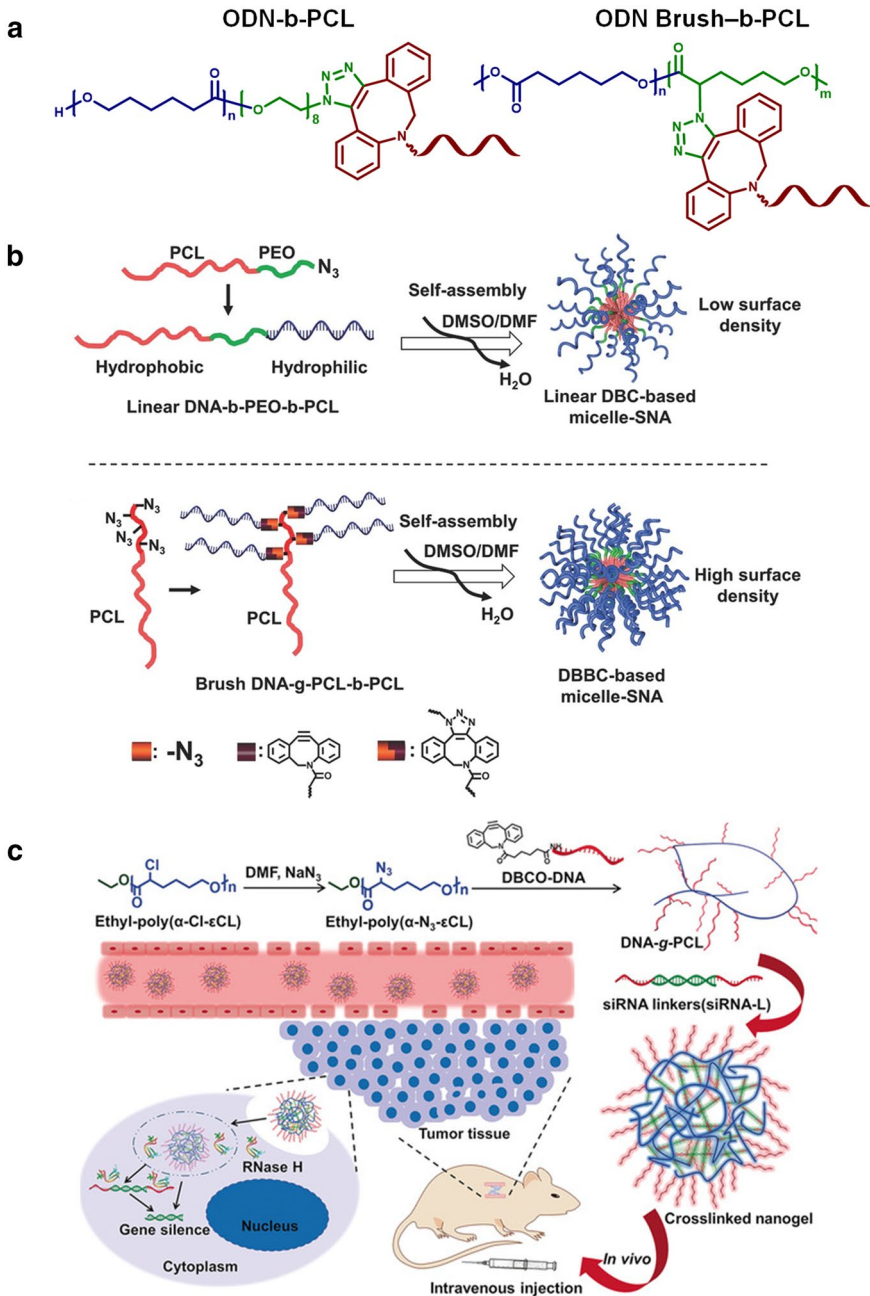 a
ODN-b-PCL
ODN Brush–b-PCL
H
O
O
n
O
8
N
N
N
N
O
O
O
n
O
O
m
N
N
N
N
b
PCL
PEO
N3
Hydrophobic
Hydrophilic
Linear DNA-b-PEO-b-PCL
Self-assembly
DMSO/DMF
H2O
Linear DBC-based
micelle-SNA
Low surface
density
N3
N3
N3
N3
PCL
PCL
Brush DNA-g-PCL-b-PCL
Self-assembly
DMSO/DMF
H2O
DBBC-based
micelle-SNA
High surface
density
: -N3
:
N
O
:
N
N
N
N
O
c
O
Cl
O
O
n
Ethyl-poly(α-Cl-εCL)
DMF, NaN3
O
N3
O
O
n
Ethyl-poly(α-N3-εCL)
N
O
O
NH
DBCO-DNA
DNA-g-PCL
siRNA linkers(siRNA-L)
Tumor tissue
RNase H
Gene silence
Nucleus
Cytoplasm
Crosslinked nanogel
In vivo
Intravenous injection